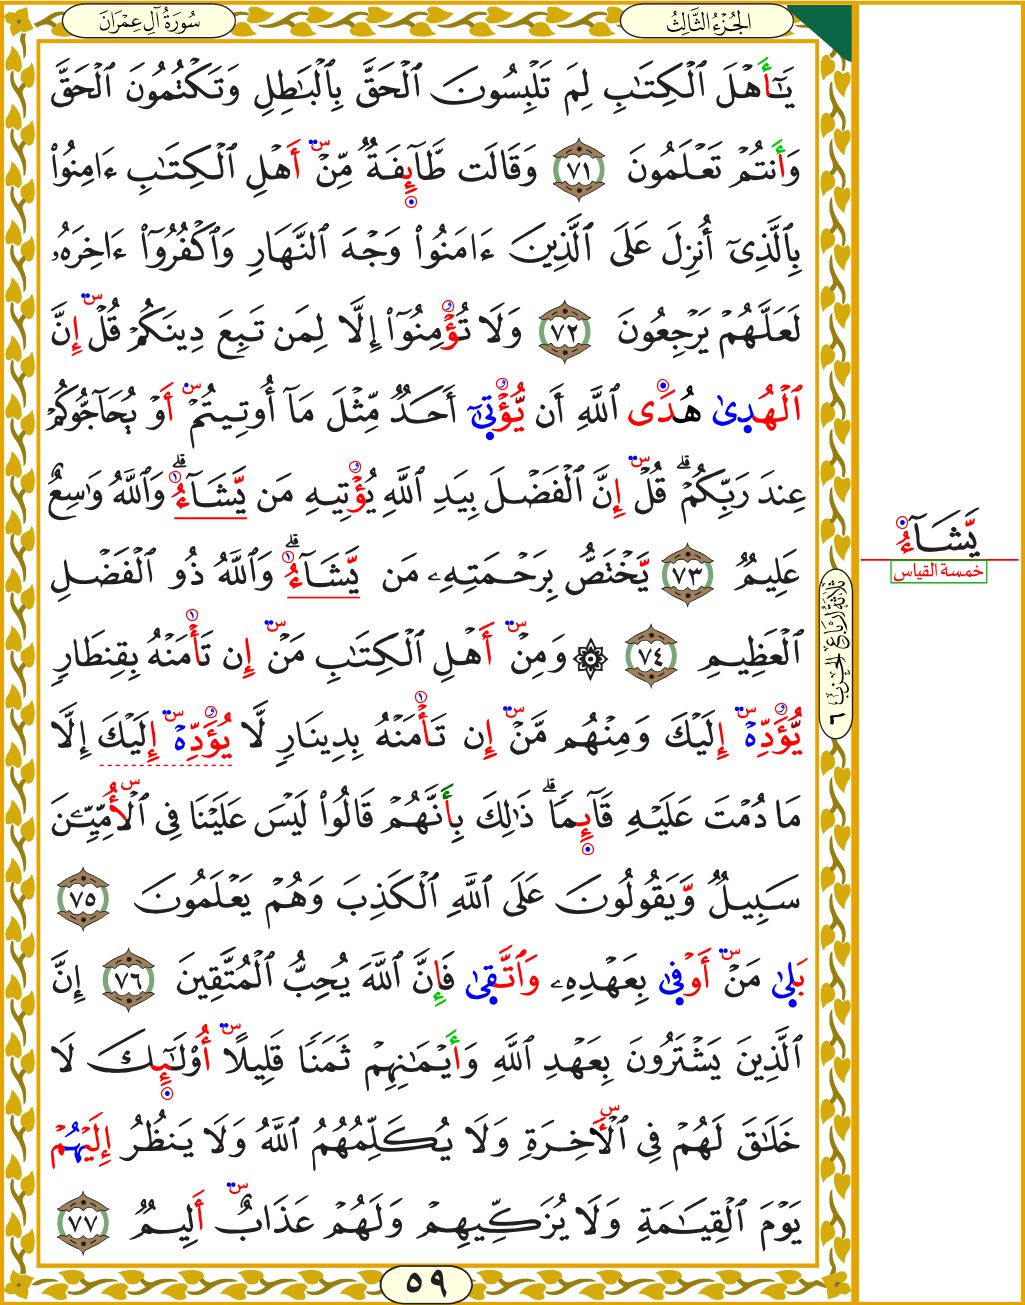 الجُزْءُ الثَّالِثُ
سُورَةُ آلِ عِمْرَانَ
يَٰٓأَهْلَ ٱلْكِتَٰبِ لِمَ تَلْبِسُونَ ٱلْحَقَّ بِٱلْبَٰطِلِ وَتَكْتُمُونَ ٱلْحَقَّ
وَأَنتُمْ تَعْلَمُونَ ٧١ وَقَالَت طَّآئِفَةٌ مِّنْ أَهْلِ ٱلْكِتَٰبِ ءَامِنُوا۟
بِٱلَّذِىٓ أُنزِلَ عَلَى ٱلَّذِينَ ءَامَنُوا۟ وَجْهَ ٱلنَّهَارِ وَٱكْفُرُوٓا۟ ءَاخِرَهُۥ
لَعَلَّهُمْ يَرْجِعُونَ ٧٢ وَلَا تُؤْمِنُوٓا۟ إِلَّا لِمَن تَبِعَ دِينَكُمْ قُلْ إِنَّ
ٱلْهُدَىٰ هُدَى ٱللَّهِ أَن يُّؤْتَىٰٓ أَحَدٌ مِّثْلَ مَآ أُوتِيتُمْ أَوْ يُحَآجُّوكُمْ
عِندَ رَبِّكُمْ ۗ قُلْ إِنَّ ٱلْفَضْلَ بِيَدِ ٱللَّهِ يُؤْتِيهِ مَن يَّشَآءُ ۗ وَٱللَّهُ وَٰسِعٌ
عَلِيمٌ ٧٣ يَّخْتَصُّ بِرَحْمَتِهِۦ مَن يَّشَآءُ ۗ وَٱللَّهُ ذُو ٱلْفَضْلِ
ٱلْعَظِيمِ ٧٤ ۞ وَمِنْ أَهْلِ ٱلْكِتَٰبِ مَنْ إِن تَأْمَنْهُ بِقِنطَارٍ
يُّؤَدِّهْ إِلَيْكَ وَمِنْهُم مَّنْ إِن تَأْمَنْهُ بِدِينَارٍ لَّا يُؤَدِّهْ إِلَيْكَ إِلَّا
مَا دُمْتَ عَلَيْهِ قَآئِمًا ۗ ذَٰلِكَ بِأَنَّهُمْ قَالُوا۟ لَيْسَ عَلَيْنَا فِى ٱلْأُمِّيِّۦنَ
سَبِيلٌ وَّيَقُولُونَ عَلَى ٱللَّهِ ٱلْكَذِبَ وَهُمْ يَعْلَمُونَ ٧٥
بَلَىٰ مَنْ أَوْفَىٰ بِعَهْدِهِۦ وَٱتَّقَىٰ فَإِنَّ ٱللَّهَ يُحِبُّ ٱلْمُتَّقِينَ ٧٦ إِنَّ
ٱلَّذِينَ يَشْتَرُونَ بِعَهْدِ ٱللَّهِ وَأَيْمَٰنِهِمْ ثَمَنًا قَلِيلًا أُو۟لَٰٓئِكَ لَا
خَلَٰقَ لَهُمْ فِى ٱلْأَخِرَةِ وَلَا يُكَلِّمُهُمُ ٱللَّهُ وَلَا يَنظُرُ إِلَيْهُمْ
يَوْمَ ٱلْقِيَٰمَةِ وَلَا يُزَكِّيهِمْ وَلَهُمْ عَذَابٌ أَلِيمٌ ٧٧
ثَلَاثَةُ أَرْبَاعِ الْحِزْبِ ٦
يَّشَآءُ
خمسة القياس
٥٩